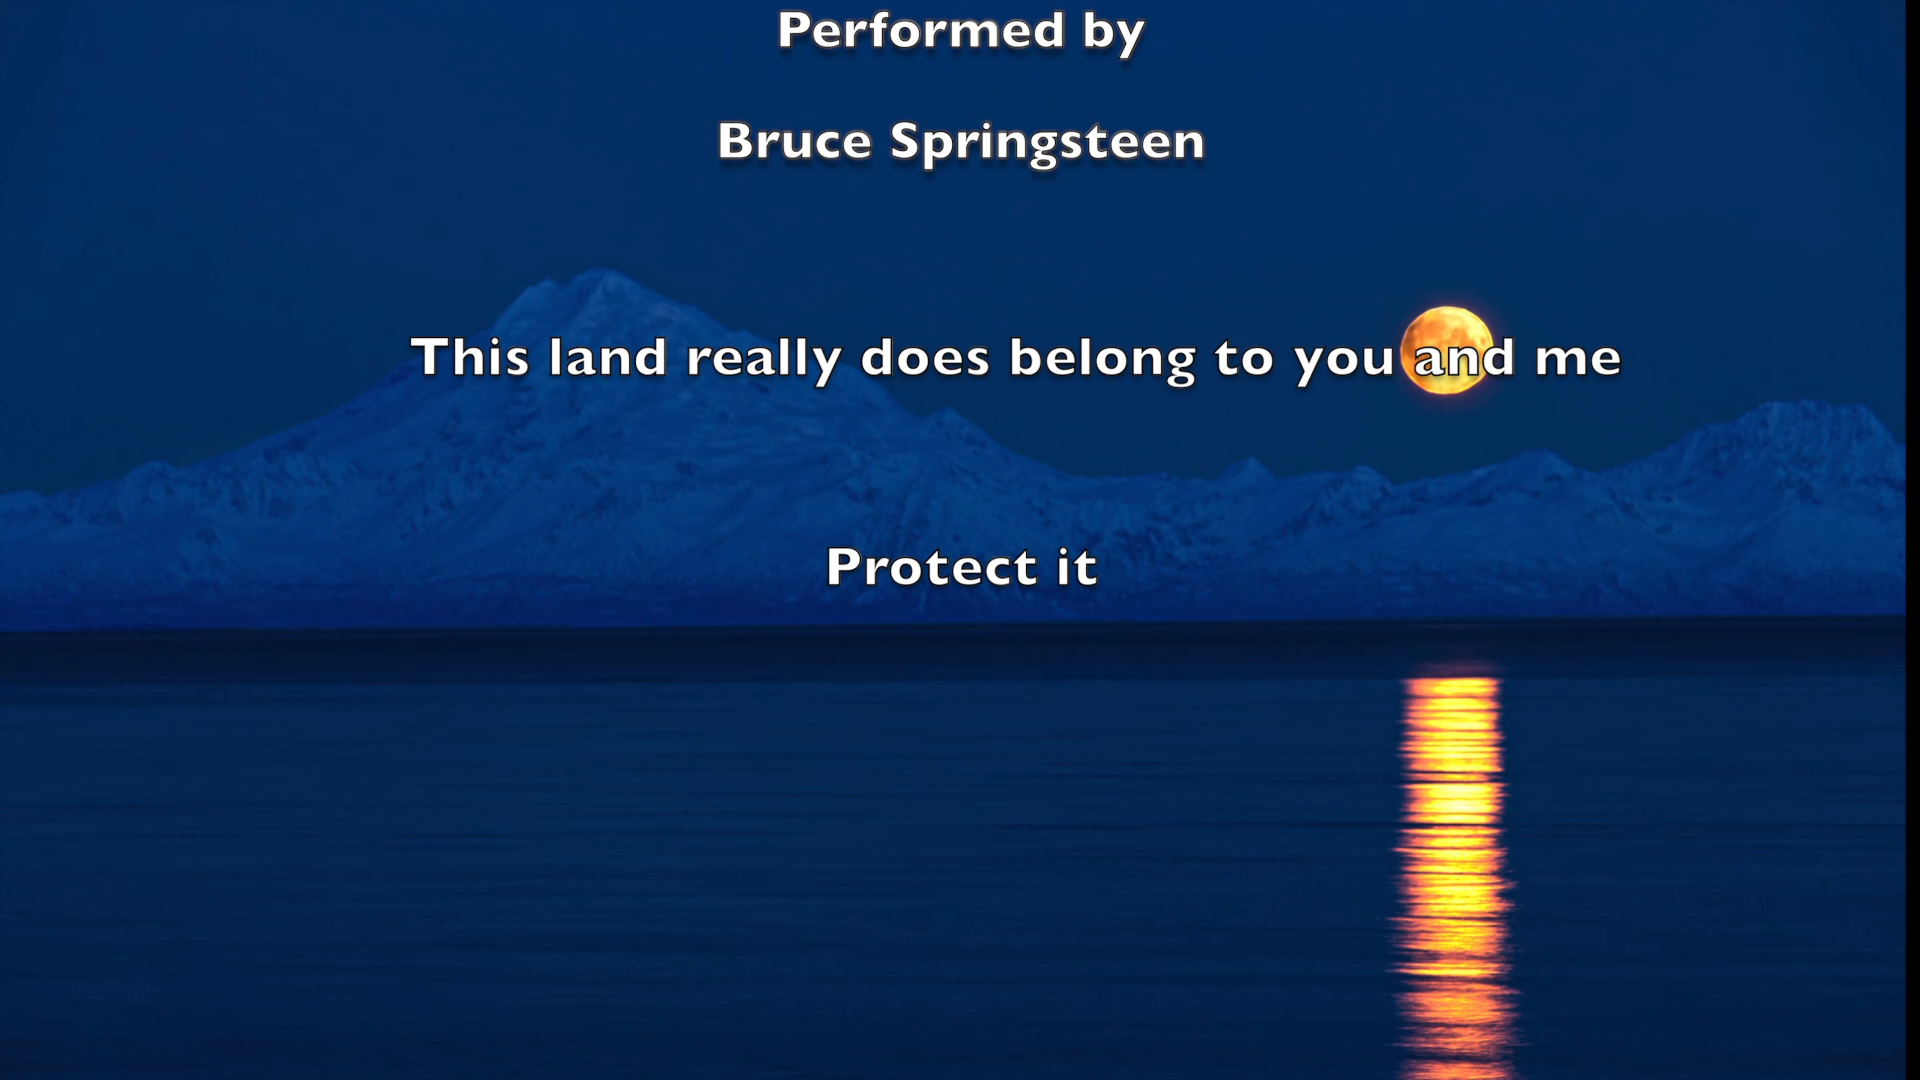 Performed by
Bruce Springsteen
This land really does belong to you and me
Protect it